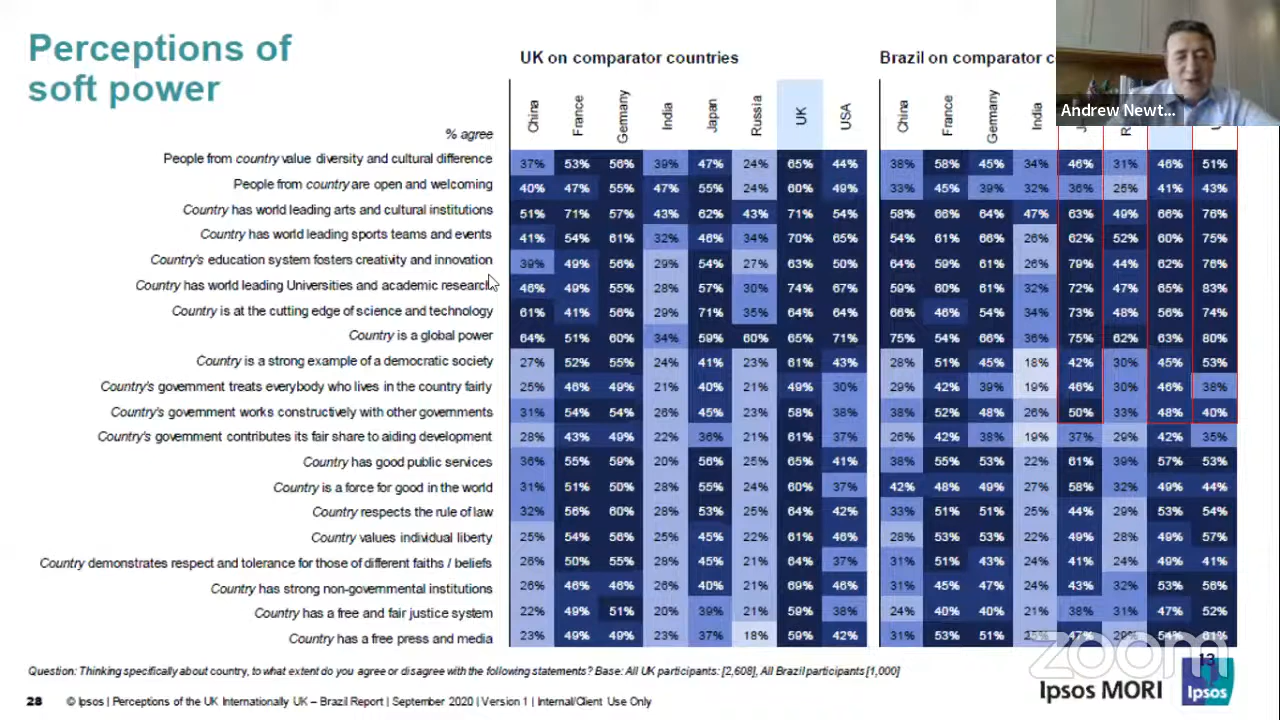 Perceptions of
soft power
UK on comparator countries
Brazil on comparator c
Andrew Newt...
% agree
China France Germany India Japan Russia UK USA
China France Germany India
People from country value diversity and cultural difference 37% 53% 56% 39% 47% 24% 65% 44% 38% 58% 45% 34% 46% 31% 46% 51%
People from country are open and welcoming 40% 47% 55% 47% 55% 24% 60% 49% 33% 45% 39% 32% 36% 25% 41% 43%
Country has world leading arts and cultural institutions 51% 71% 57% 43% 62% 43% 71% 54% 58% 66% 64% 47% 63% 49% 66% 76%
Country has world leading sports teams and events 41% 54% 61% 32% 46% 34% 70% 65% 54% 61% 66% 26% 62% 52% 60% 75%
Country's education system fosters creativity and innovation 39% 49% 56% 29% 54% 27% 63% 50% 64% 59% 61% 26% 79% 44% 62% 76%
Country has world leading Universities and academic research 46% 49% 55% 28% 57% 30% 74% 67% 59% 60% 61% 32% 72% 47% 65% 83%
Country is at the cutting edge of science and technology 61% 41% 56% 29% 71% 35% 64% 64% 66% 46% 54% 34% 73% 48% 56% 74%
Country is a global power 64% 51% 60% 34% 59% 60% 65% 71% 75% 54% 66% 36% 75% 62% 63% 80%
Country is a strong example of a democratic society 27% 52% 55% 24% 41% 23% 61% 43% 28% 51% 45% 18% 42% 30% 45% 53%
Country's government treats everybody who lives in the country fairly 25% 46% 49% 21% 40% 21% 49% 30% 29% 42% 39% 19% 46% 30% 46% 38%
Country's government works constructively with other governments 31% 54% 54% 26% 45% 23% 58% 38% 38% 52% 48% 26% 50% 33% 48% 40%
Country's government contributes its fair share to aiding development 28% 43% 49% 22% 36% 21% 61% 37% 26% 42% 38% 19% 37% 29% 42% 35%
Country has good public services 36% 55% 59% 20% 56% 25% 65% 41% 38% 55% 53% 22% 61% 39% 57% 53%
Country is a force for good in the world 31% 51% 50% 28% 55% 24% 60% 37% 42% 48% 49% 27% 58% 32% 49% 44%
Country respects the rule of law 32% 56% 60% 28% 53% 25% 64% 42% 33% 51% 51% 25% 44% 29% 53% 54%
Country values individual liberty 25% 54% 56% 25% 45% 22% 61% 46% 28% 53% 53% 22% 49% 28% 49% 57%
Country demonstrates respect and tolerance for those of different faiths / beliefs 26% 50% 55% 28% 45% 21% 64% 37% 31% 51% 43% 24% 41% 24% 49% 41%
Country has strong non-governmental institutions 26% 46% 46% 26% 40% 21% 69% 46% 31% 45% 47% 24% 43% 32% 53% 56%
Country has a free and fair justice system 22% 49% 51% 20% 39% 21% 59% 38% 24% 40% 40% 21% 38% 31% 47% 52%
Country has a free press and media 23% 49% 49% 23% 37% 18% 59% 42% 31% 53% 51% 25% 47% 29% 54% 61%
zoom
13
Question: Thinking specifically about country, to what extent do you agree or disagree with the following statements? Base: All UK participants: [2,608], All Brazil participants [1,000]
Ipsos MORI
Ipsos
28 © Ipsos | Perceptions of the UK Internationally UK – Brazil Report | September 2020 | Version 1 | Internal/Client Use Only